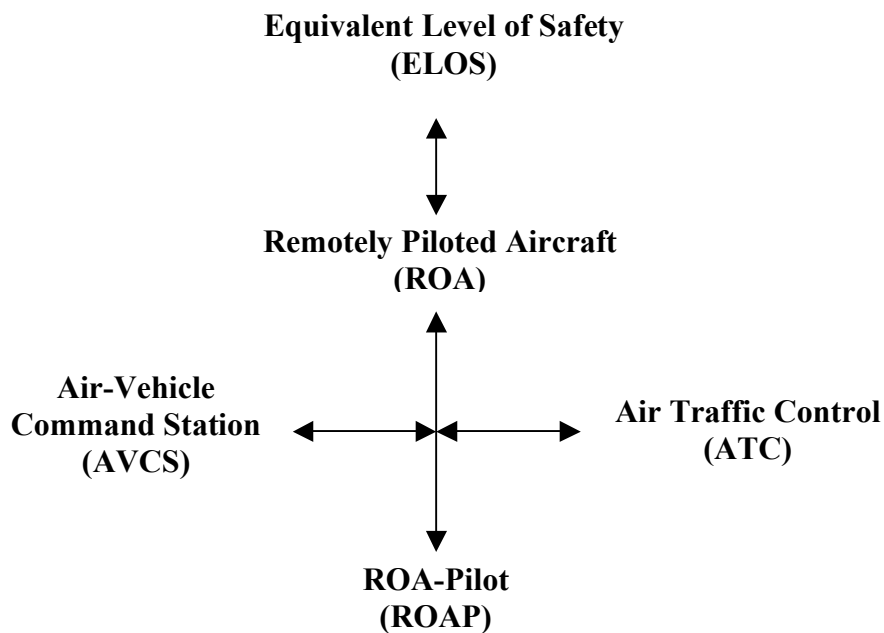 Equivalent Level of Safety
(ELOS)
Remotely Piloted Aircraft
(ROA)
Air-Vehicle
Command Station
(AVCS)
Air Traffic Control
(ATC)
ROA-Pilot
(ROAP)